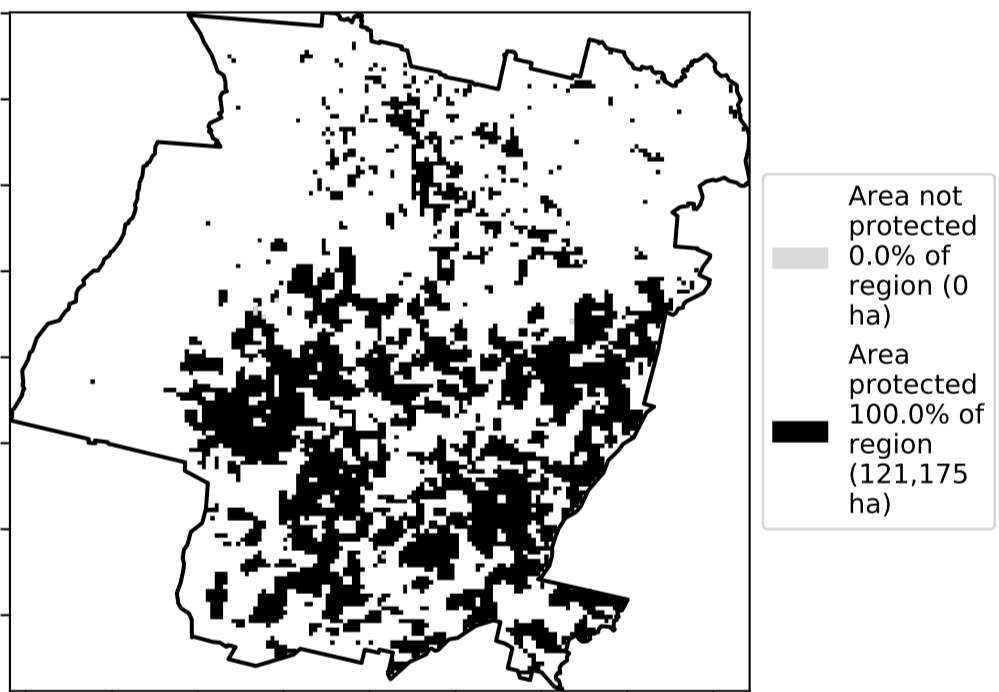 Area not
protected
0.0% of
region (0
ha)
Area
protected
100.0% of
region
(121,175
ha)